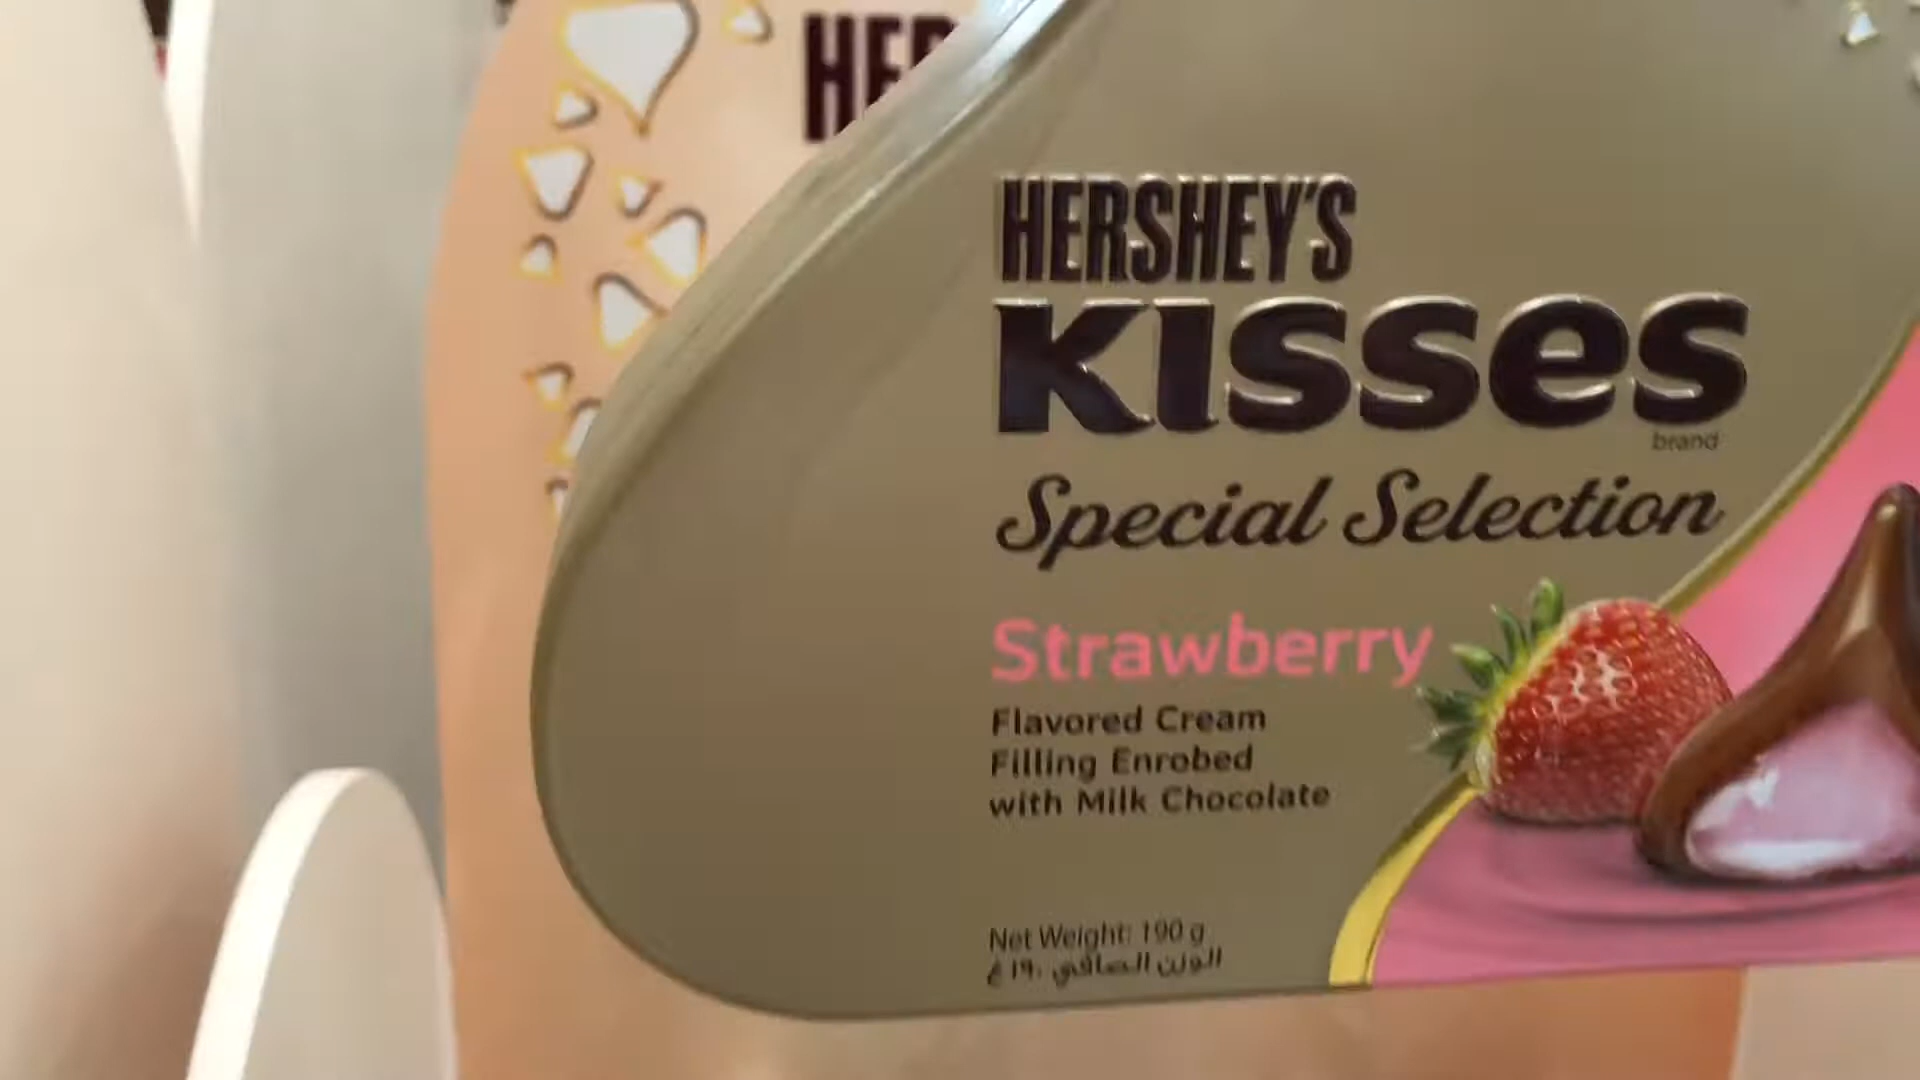 HERSHEY'S
KISSES
brand
Special Selection
Strawberry
Flavored Cream
Filling Enrobed
with Milk Chocolate
Net Weight: 190 g
الوزن الصافي: ١٩٠ غ